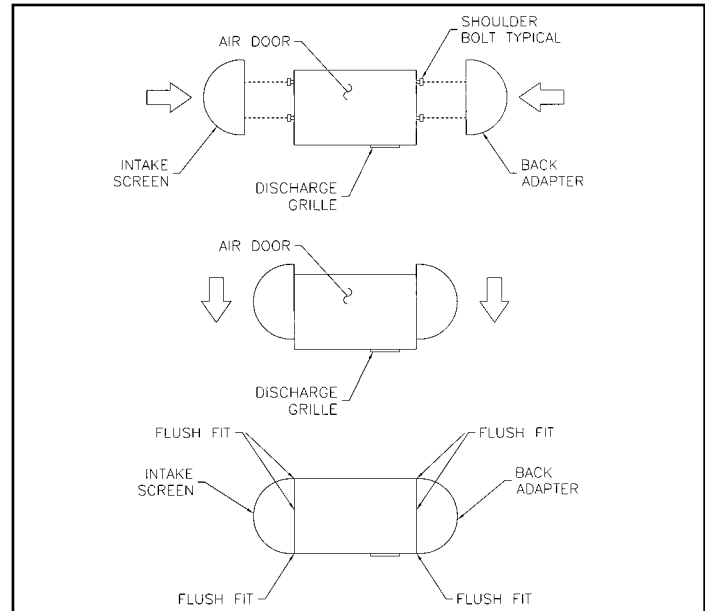 SHOULDER
BOLT TYPICAL
AIR DOOR
INTAKE
SCREEN
BACK
ADAPTER
DISCHARGE
GRILLE
AIR DOOR
DISCHARGE
GRILLE
FLUSH FIT
FLUSH FIT
INTAKE
SCREEN
BACK
ADAPTER
FLUSH FIT
FLUSH FIT